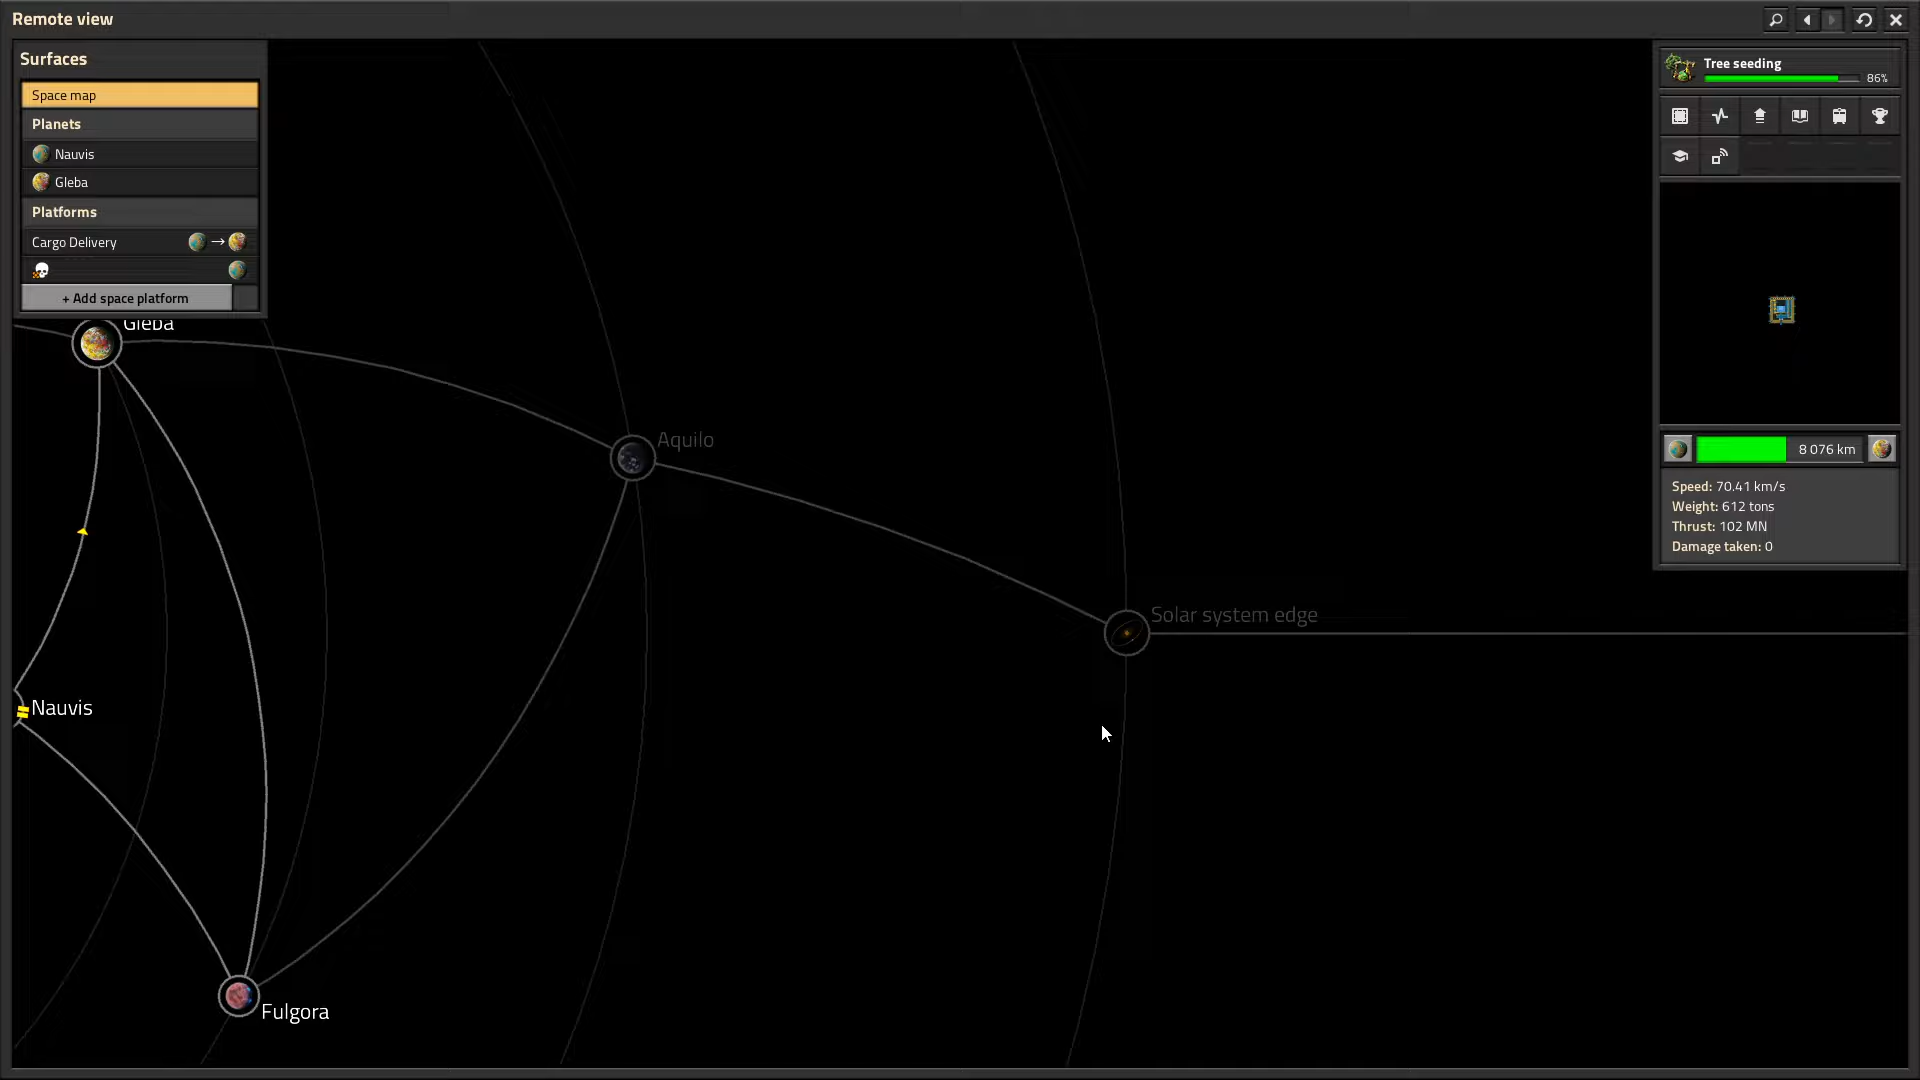 Remote view
Surfaces
Space map
Planets
Nauvis
Gleba
Platforms
Cargo Delivery
+ Add space platform
Gleba
Aquilo
Solar system edge
Nauvis
Fulgora
Tree seeding
86%
8 076 km
Speed: 70.41 km/s
Weight: 612 tons
Thrust: 102 MN
Damage taken: 0